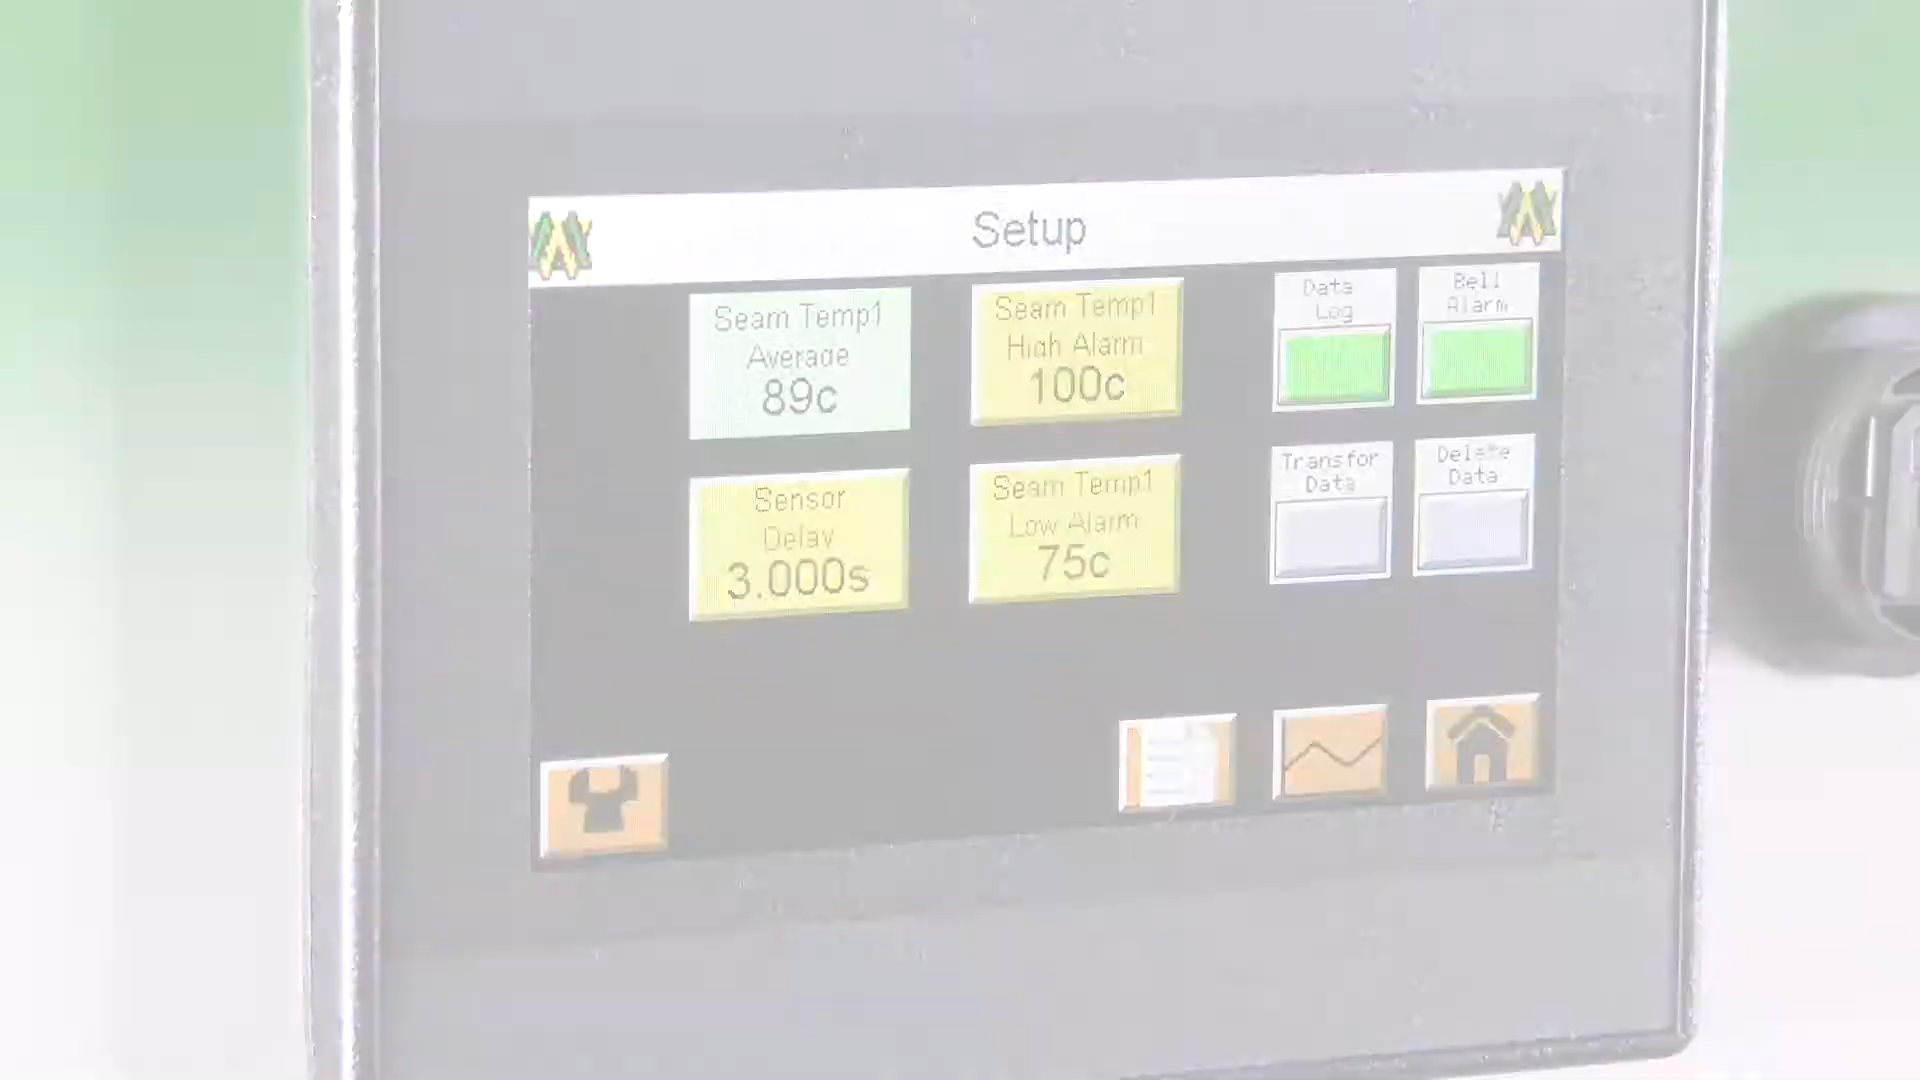 Setup
Seam Temp1
Average
89c
Seam Temp1
High Alarm
100c
Data
Log
Bell
Alarm
Sensor
Delay
3.000s
Seam Temp1
Low Alarm
75c
Transfor
Data
Delete
Data